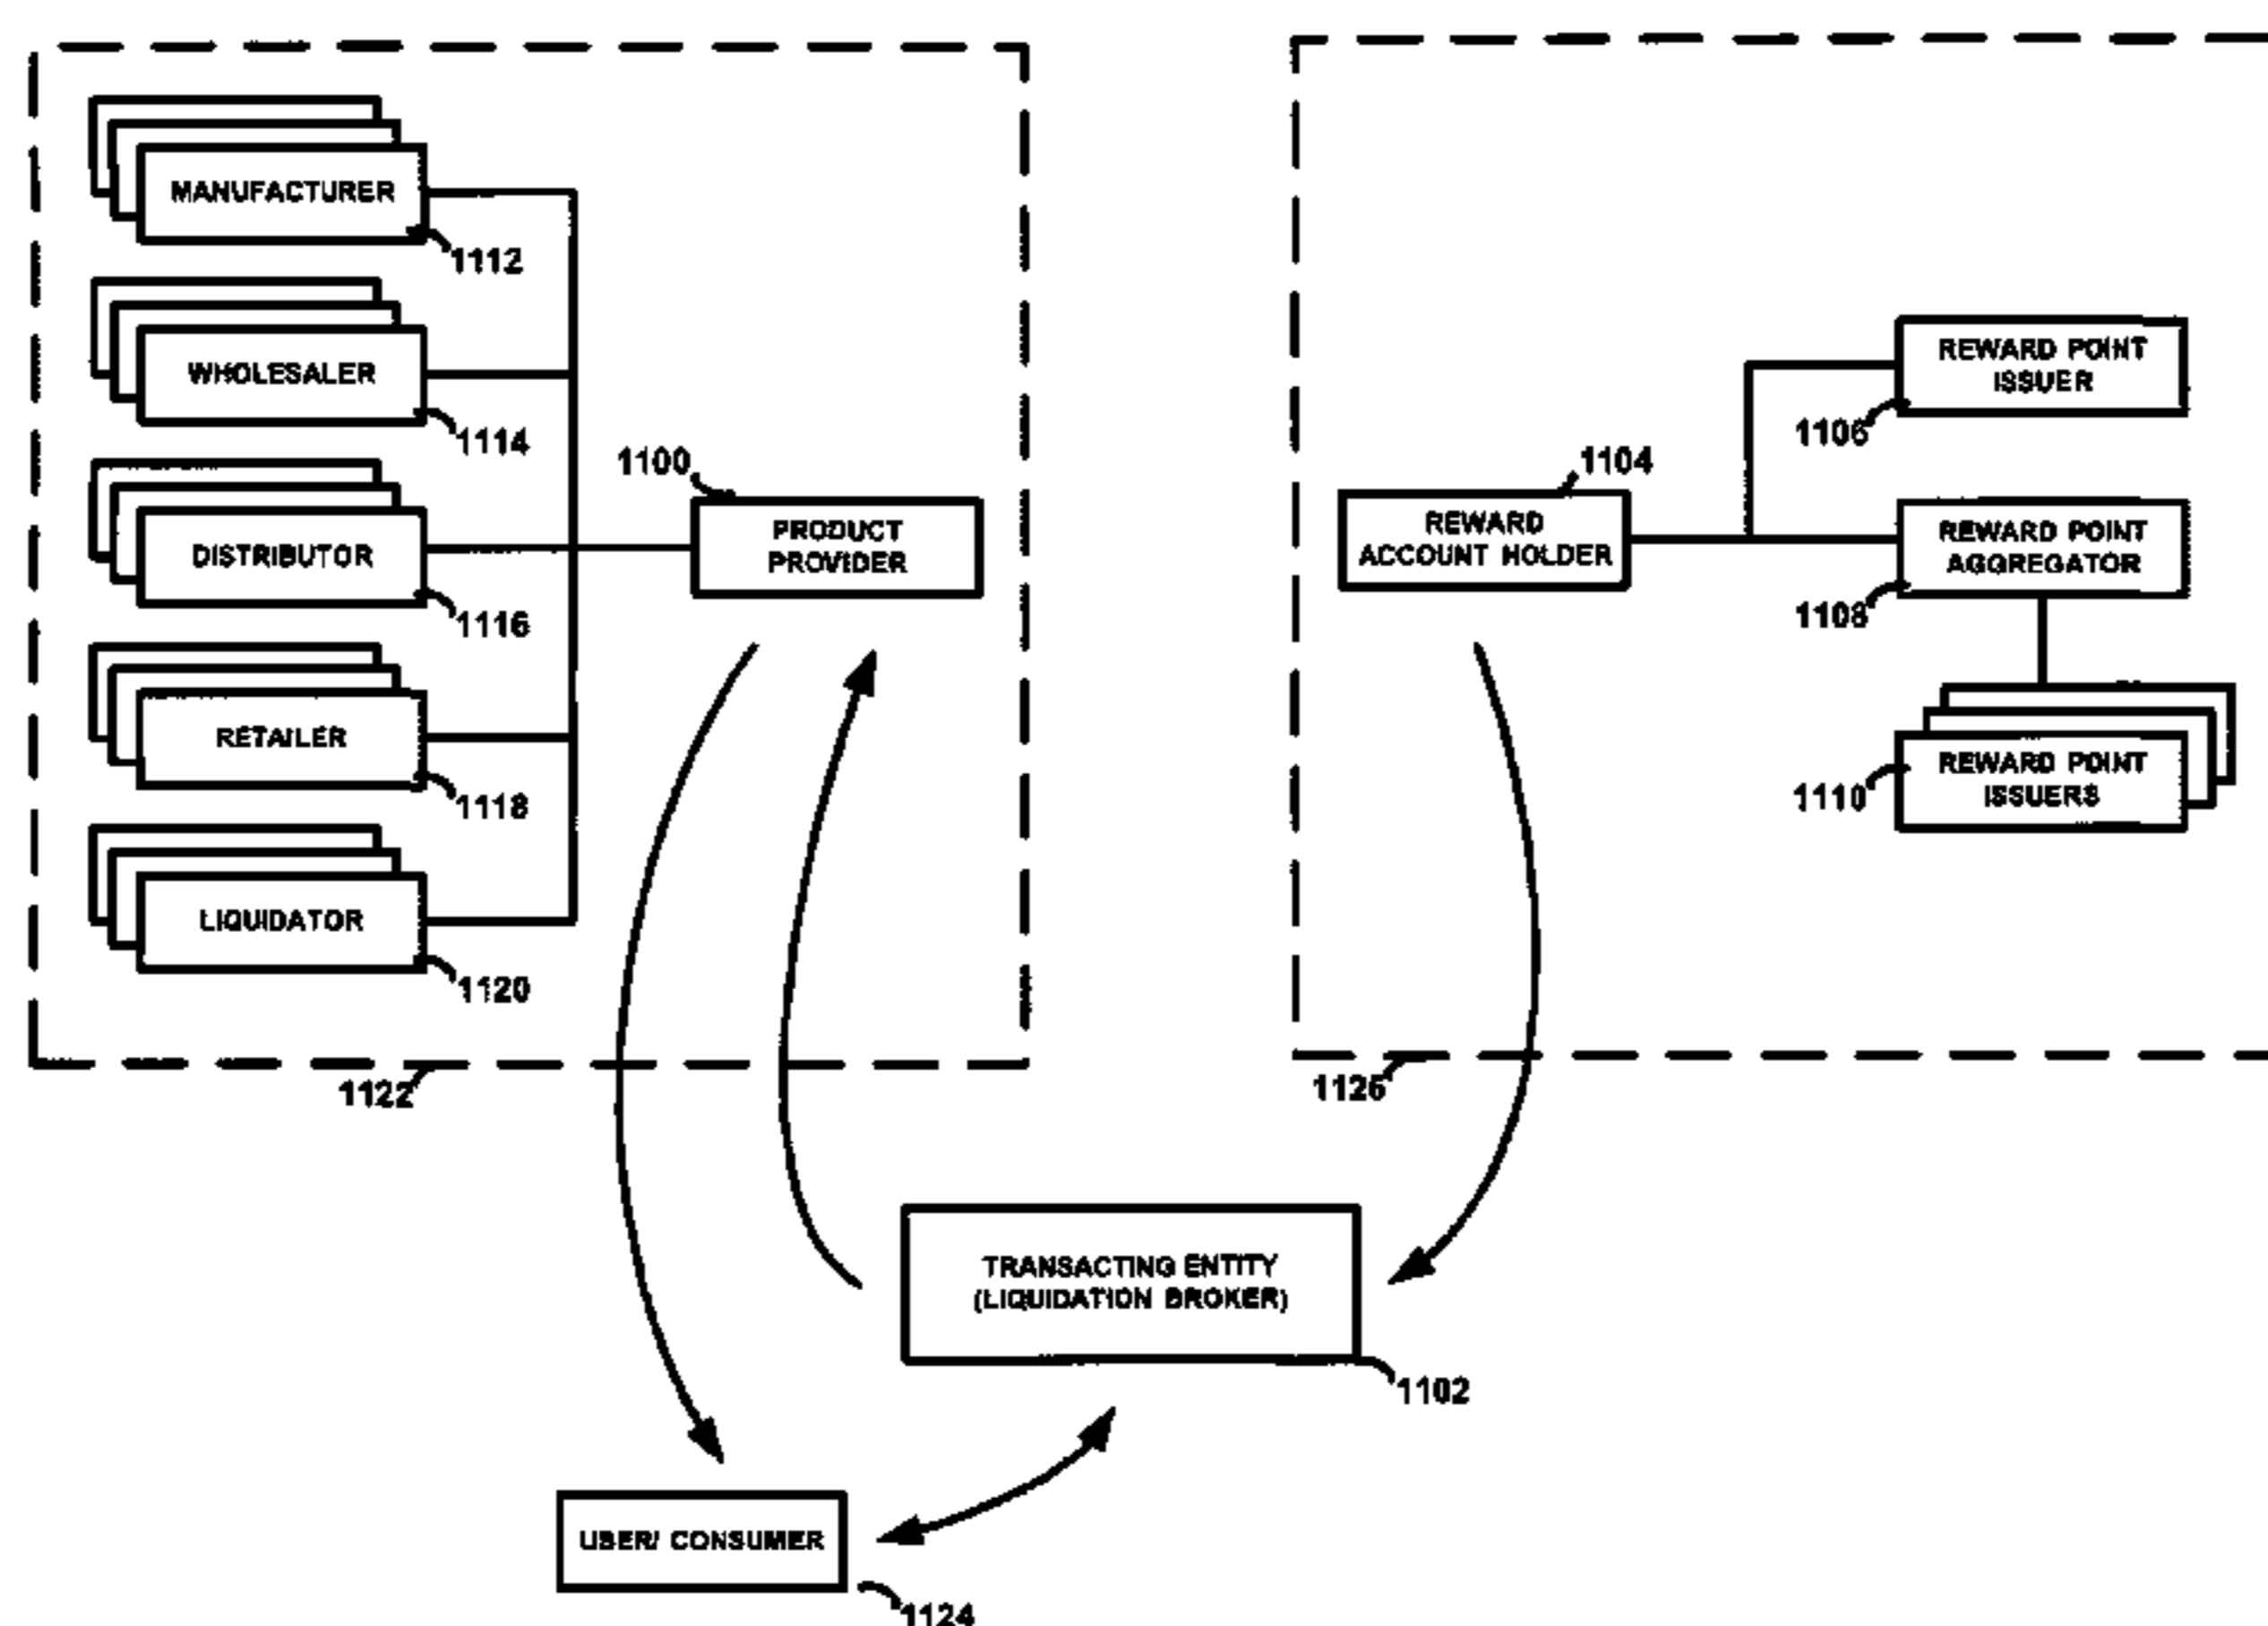 MANUFACTURER
1112
WHOLESALER
1114
DISTRIBUTOR
1116
RETAILER
1118
LIQUIDATOR
1120
1100
PRODUCT
PROVIDER
1122
1104
REWARD
ACCOUNT HOLDER
REWARD POINT
ISSUER
1106
REWARD POINT
AGGREGATOR
1108
REWARD POINT
ISSUERS
1110
1126
TRANSACTING ENTITY
(LIQUIDATION BROKER)
1102
USER/ CONSUMER
1124